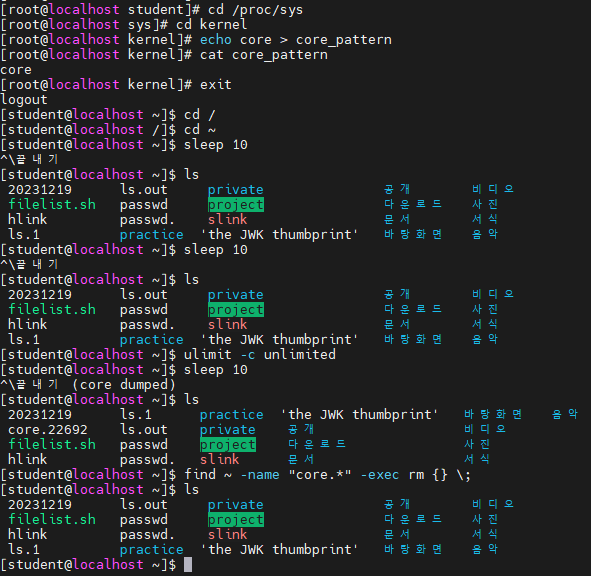 [root@localhost student]# cd /proc/sys
[root@localhost sys]# cd kernel
[root@localhost kernel]# echo core > core_pattern
[root@localhost kernel]# cat core_pattern
core
[root@localhost kernel]# exit
logout
[student@localhost ~]$ cd /
[student@localhost /]$ cd ~
[student@localhost ~]$ sleep 10
^\끝내기
[student@localhost ~]$ ls
20231219 ls.out private 공개 비디오
filelist.sh passwd project 다운로드 사진
hlink passwd. slink 문서 서식
ls.1 practice 'the JWK thumbprint' 바탕화면 음악
[student@localhost ~]$ sleep 10
^\끝내기
[student@localhost ~]$ ls
20231219 ls.out private 공개 비디오
filelist.sh passwd project 다운로드 사진
hlink passwd. slink 문서 서식
ls.1 practice 'the JWK thumbprint' 바탕화면 음악
[student@localhost ~]$ ulimit -c unlimited
[student@localhost ~]$ sleep 10
^\끝내기 (core dumped)
[student@localhost ~]$ ls
20231219 ls.1 practice 'the JWK thumbprint' 바탕화면 음악
core.22692 ls.out private 공개 비디오
filelist.sh passwd project 다운로드 사진
hlink passwd. slink 문서 서식
[student@localhost ~]$ find ~ -name "core.*" -exec rm {} \;
[student@localhost ~]$ ls
20231219 ls.out private 공개 비디오
filelist.sh passwd project 다운로드 사진
hlink passwd. slink 문서 서식
ls.1 practice 'the JWK thumbprint' 바탕화면 음악
[student@localhost ~]$